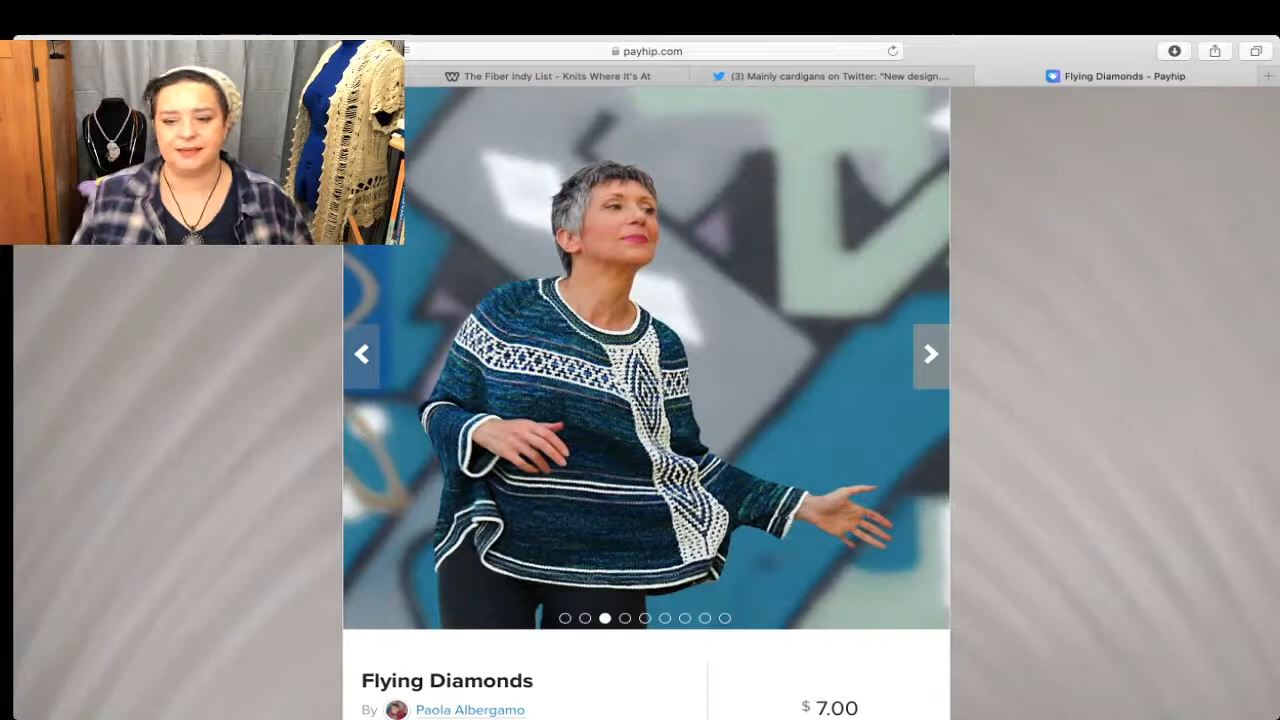 payhip.com
The Fiber Indy List - Knits Where It's At
(3) Mainly cardigans on Twitter: "New design....
Flying Diamonds - Payhip
Flying Diamonds
By Paola Albergamo
$ 7.00